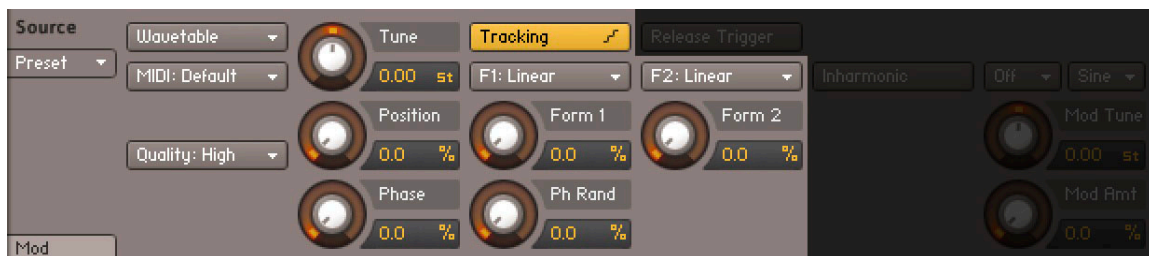 Source
Preset
Mod
Wavetable
MIDI: Default
Quality: High
Tune
0.00 st
Tracking
Release Trigger
F1: Linear
F2: Linear
Inharmonic
Off
Sine
Position
0.0 %
Form 1
0.0 %
Form 2
0.0 %
Mod Tune
0.00 st
Phase
0.0 %
Ph Rand
0.0 %
Mod Amt
0.0 %